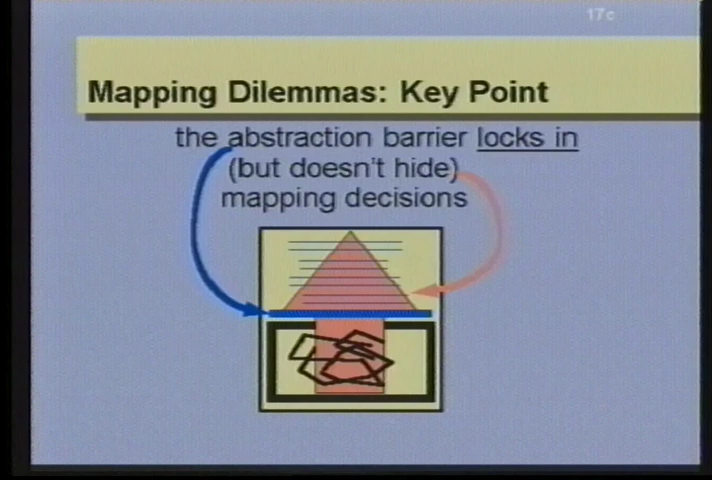 17c
Mapping Dilemmas: Key Point
the abstraction barrier locks in
(but doesn't hide)
mapping decisions